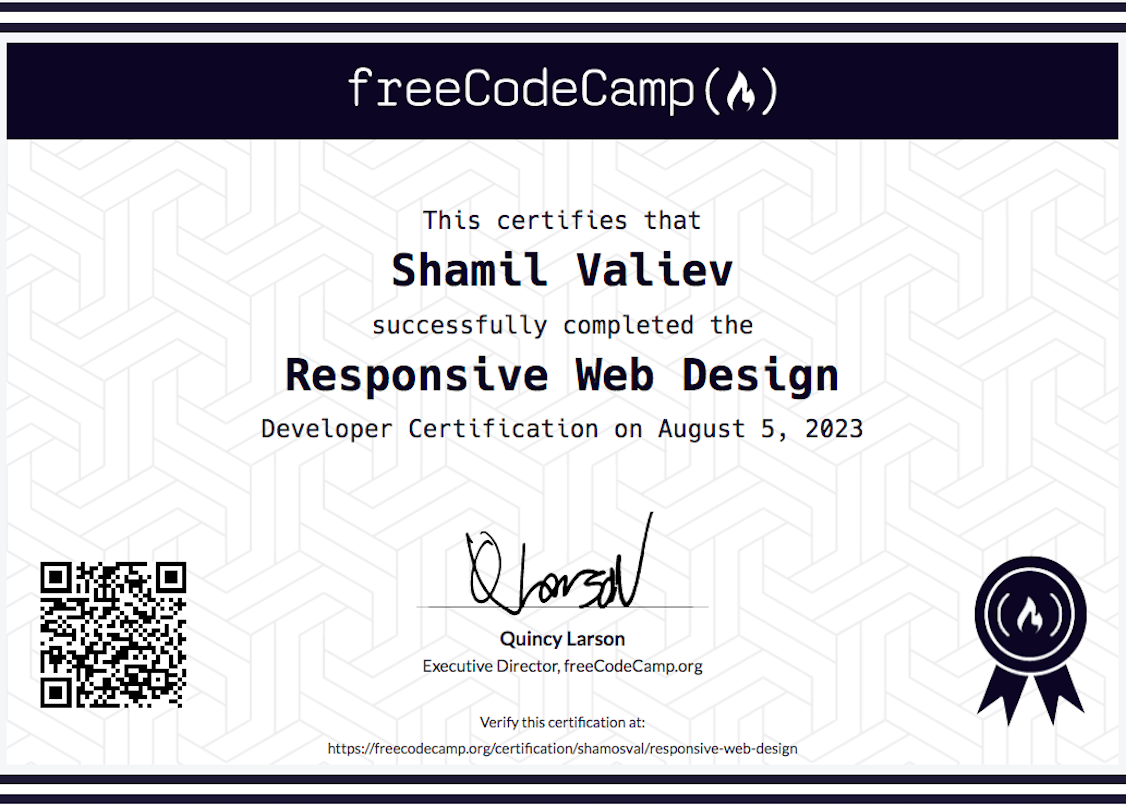 freeCodeCamp
This certifies that
Shamil Valiev
successfully completed the
Responsive Web Design
Developer Certification on August 5, 2023
QLarson
Quincy Larson
Executive Director, freeCodeCamp.org
Verify this certification at:
https://freecodecamp.org/certification/shamosval/responsive-web-design